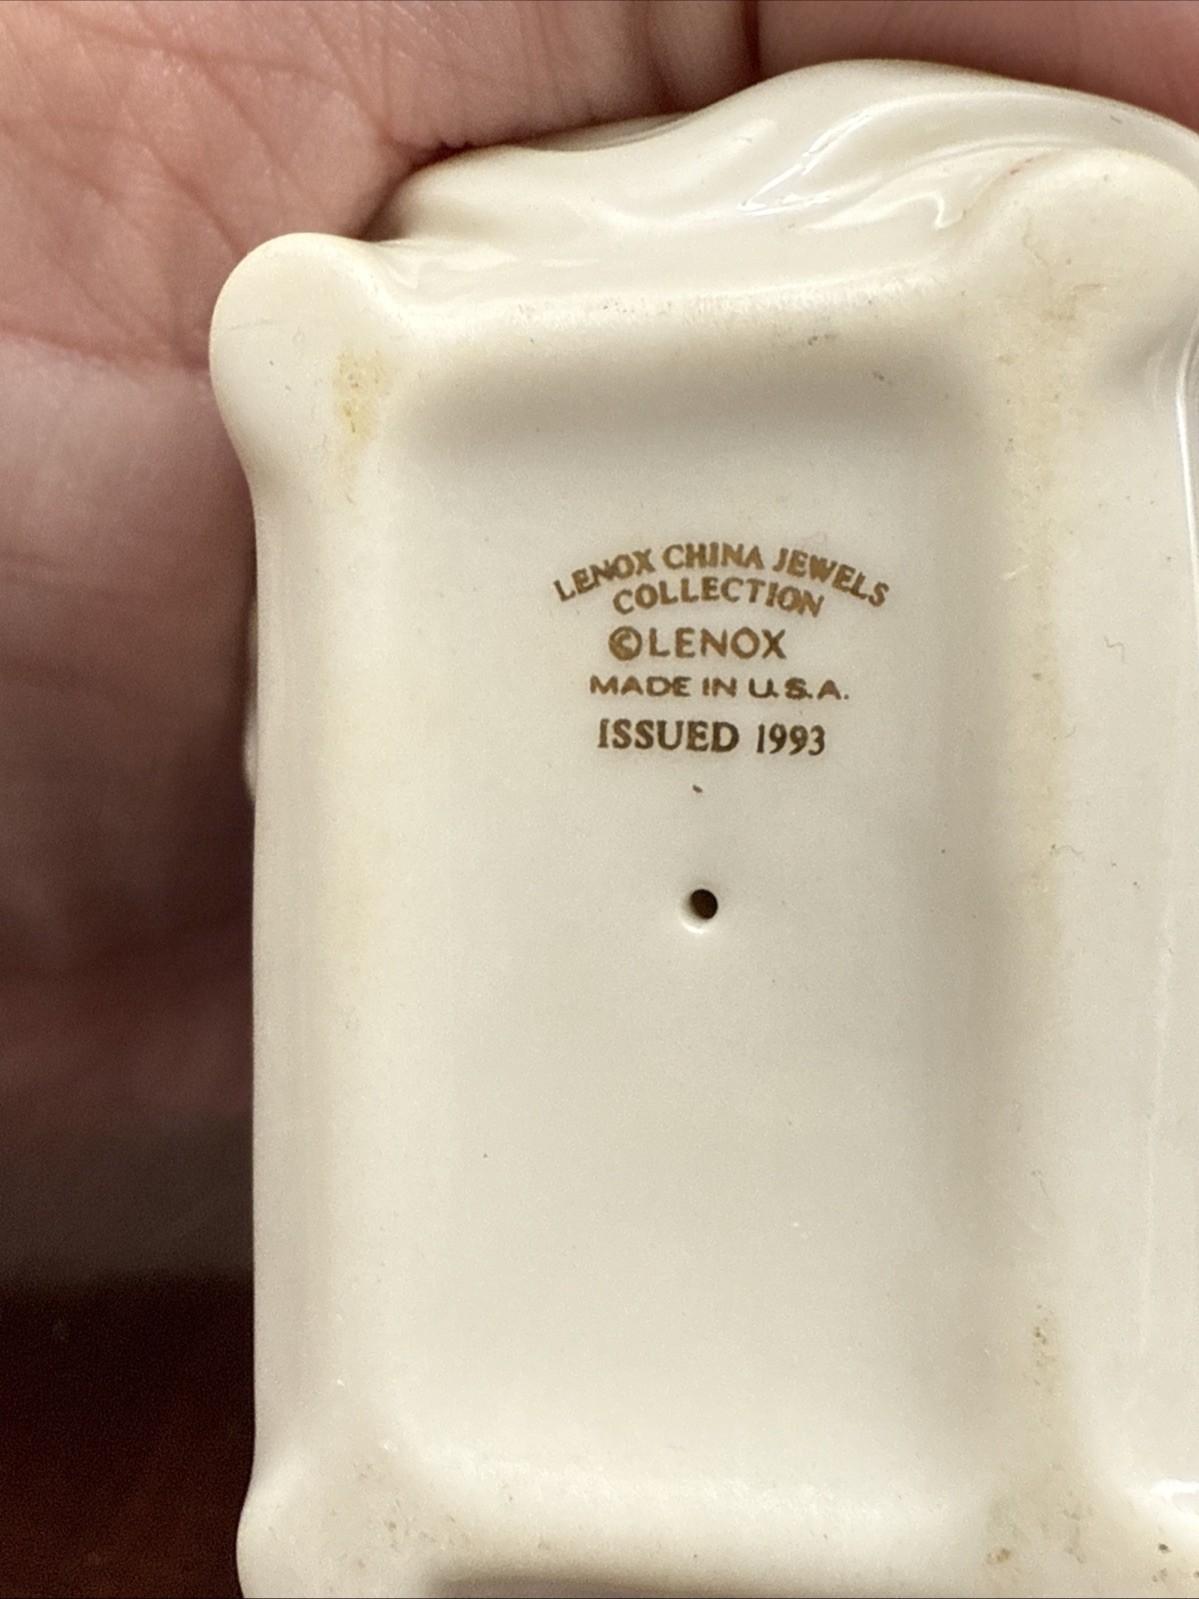 LENOX CHINA JEWELS
COLLECTION
©LENOX
MADE IN U.S.A.
ISSUED 1993